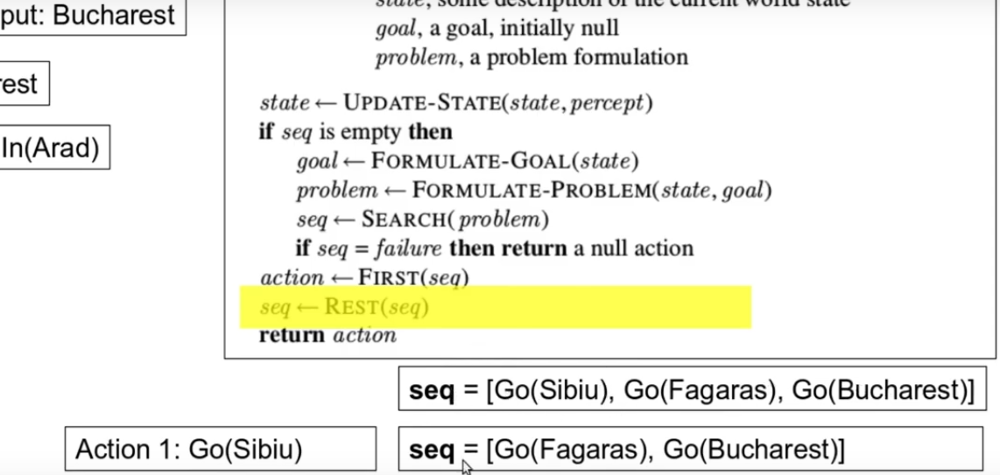 put: Bucharest
rest
In(Arad)
state, some description of the current world state
goal, a goal, initially null
problem, a problem formulation
state ← UPDATE-STATE(state, percept)
if seq is empty then
goal ← FORMULATE-GOAL(state)
problem ← FORMULATE-PROBLEM(state, goal)
seq ← SEARCH(problem)
if seq = failure then return a null action
action ← FIRST(seq)
seq ← REST(seq)
return action
seq = [Go(Sibiu), Go(Fagaras), Go(Bucharest)]
Action 1: Go(Sibiu)
seq = [Go(Fagaras), Go(Bucharest)]